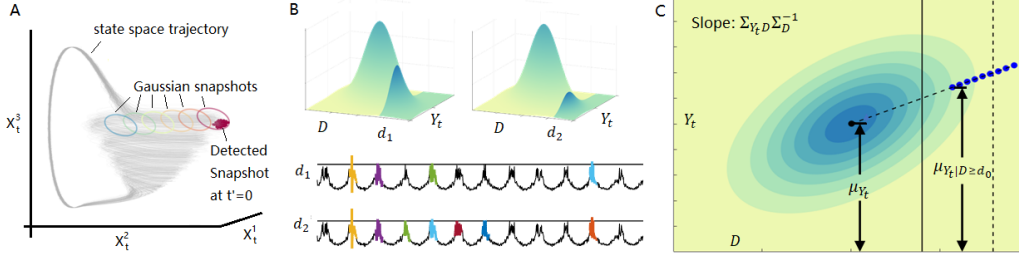 A
state space trajectory
Gaussian snapshots
X_t^3
Detected
Snapshot
at t'=0
X_t^2
X_t^1
B
D
d_1
Y_t
D
d_2
Y_t
d_1
d_2
C
Slope: Σ_{Y_t D} Σ_D^{-1}
Y_t
μ_{Y_t}
μ_{Y_t|D≥d_0}
D